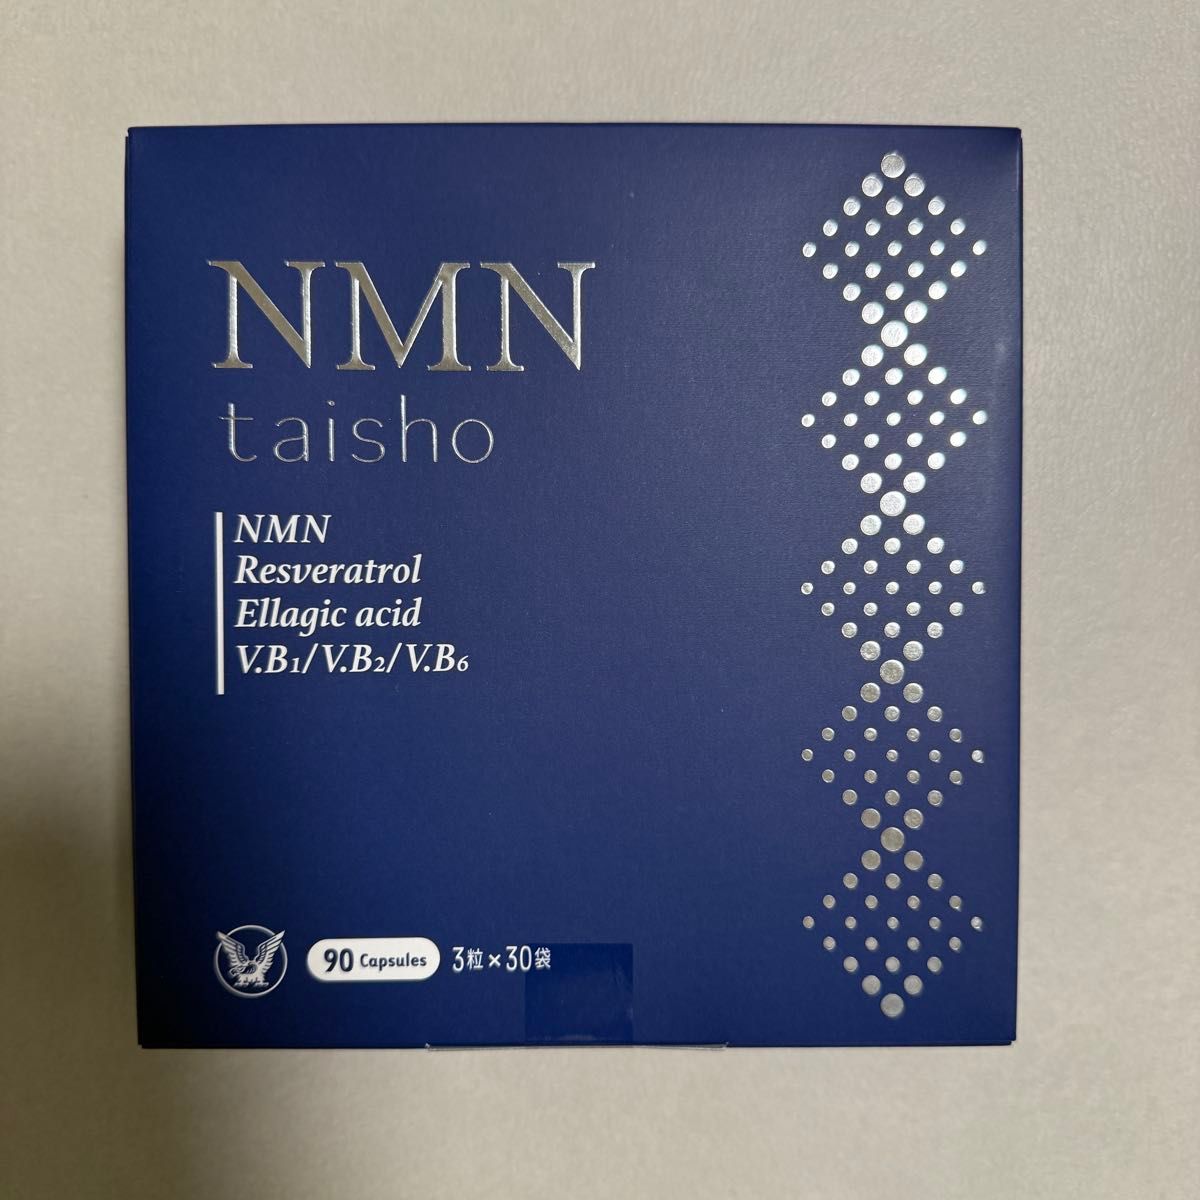 NMN
taisho
NMN
Resveratrol
Ellagic acid
V.B1/V.B2/V.B6
90 Capsules 3粒×30袋